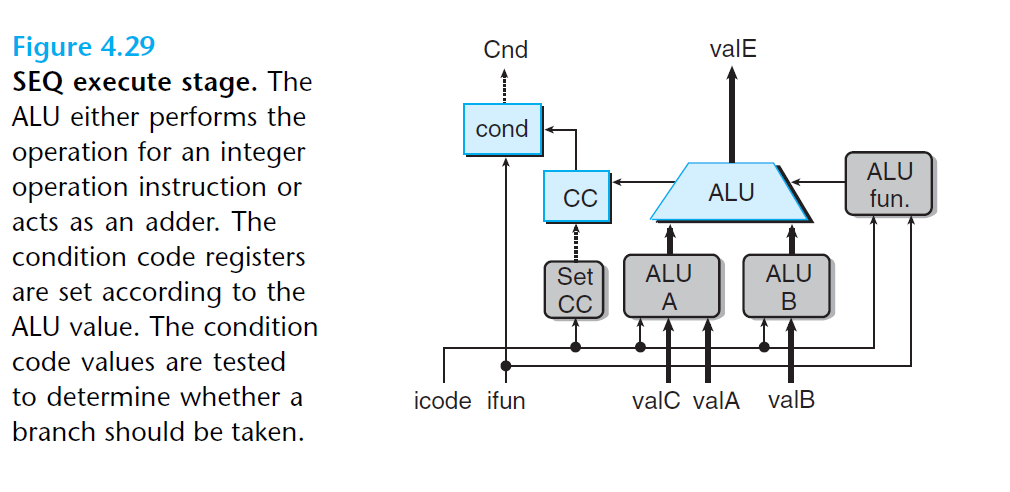 Figure 4.29
SEQ execute stage. The
ALU either performs the
operation for an integer
operation instruction or
acts as an adder. The
condition code registers
are set according to the
ALU value. The condition
code values are tested
to determine whether a
branch should be taken.
Cnd
valE
cond
CC
ALU
ALU
fun.
Set
CC
ALU
A
ALU
B
icode
ifun
valC
valA
valB